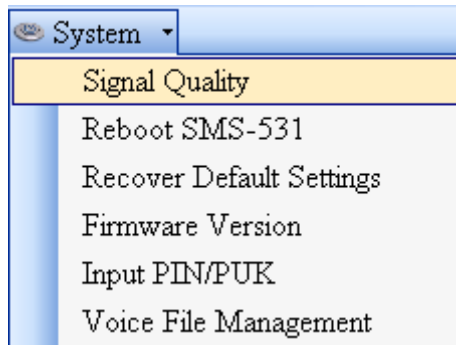 System
Signal Quality
Reboot SMS-531
Recover Default Settings
Firmware Version
Input PIN/PUK
Voice File Management